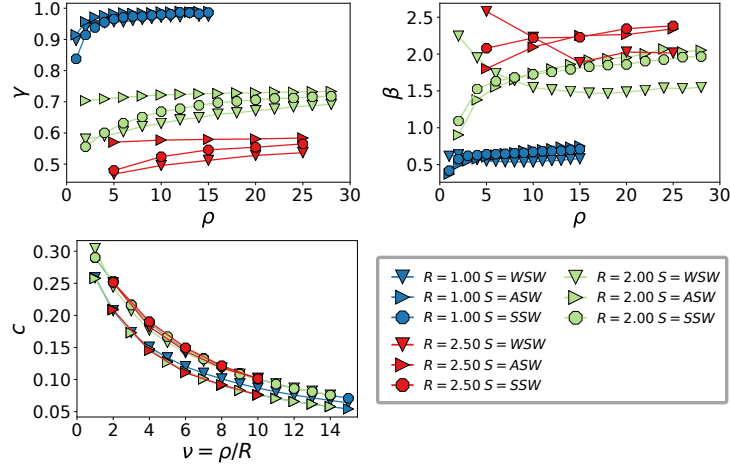 1.0
0.9
0.8
0.7
0.6
0.5
γ
0 5 10 15 20 25 30
ρ
2.5
2.0
1.5
1.0
0.5
β
0 5 10 15 20 25 30
ρ
0.30
0.25
0.20
0.15
0.10
0.05
c
2 4 6 8 10 12 14
ν = ρ/R
R = 1.00 S = WSW
R = 1.00 S = ASW
R = 1.00 S = SSW
R = 2.50 S = WSW
R = 2.50 S = ASW
R = 2.50 S = SSW
R = 2.00 S = WSW
R = 2.00 S = ASW
R = 2.00 S = SSW